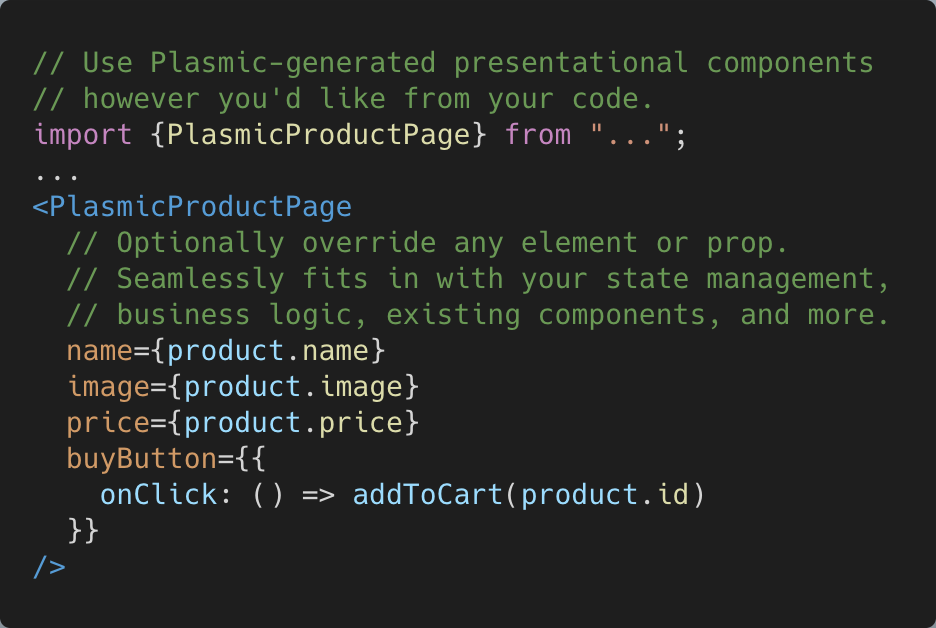 // Use Plasmic-generated presentational components
// however you'd like from your code.
import {PlasmicProductPage} from "...";
...
<PlasmicProductPage
  // Optionally override any element or prop.
  // Seamlessly fits in with your state management,
  // business logic, existing components, and more.
  name={product.name}
  image={product.image}
  price={product.price}
  buyButton={{
    onClick: () => addToCart(product.id)
  }}
/>